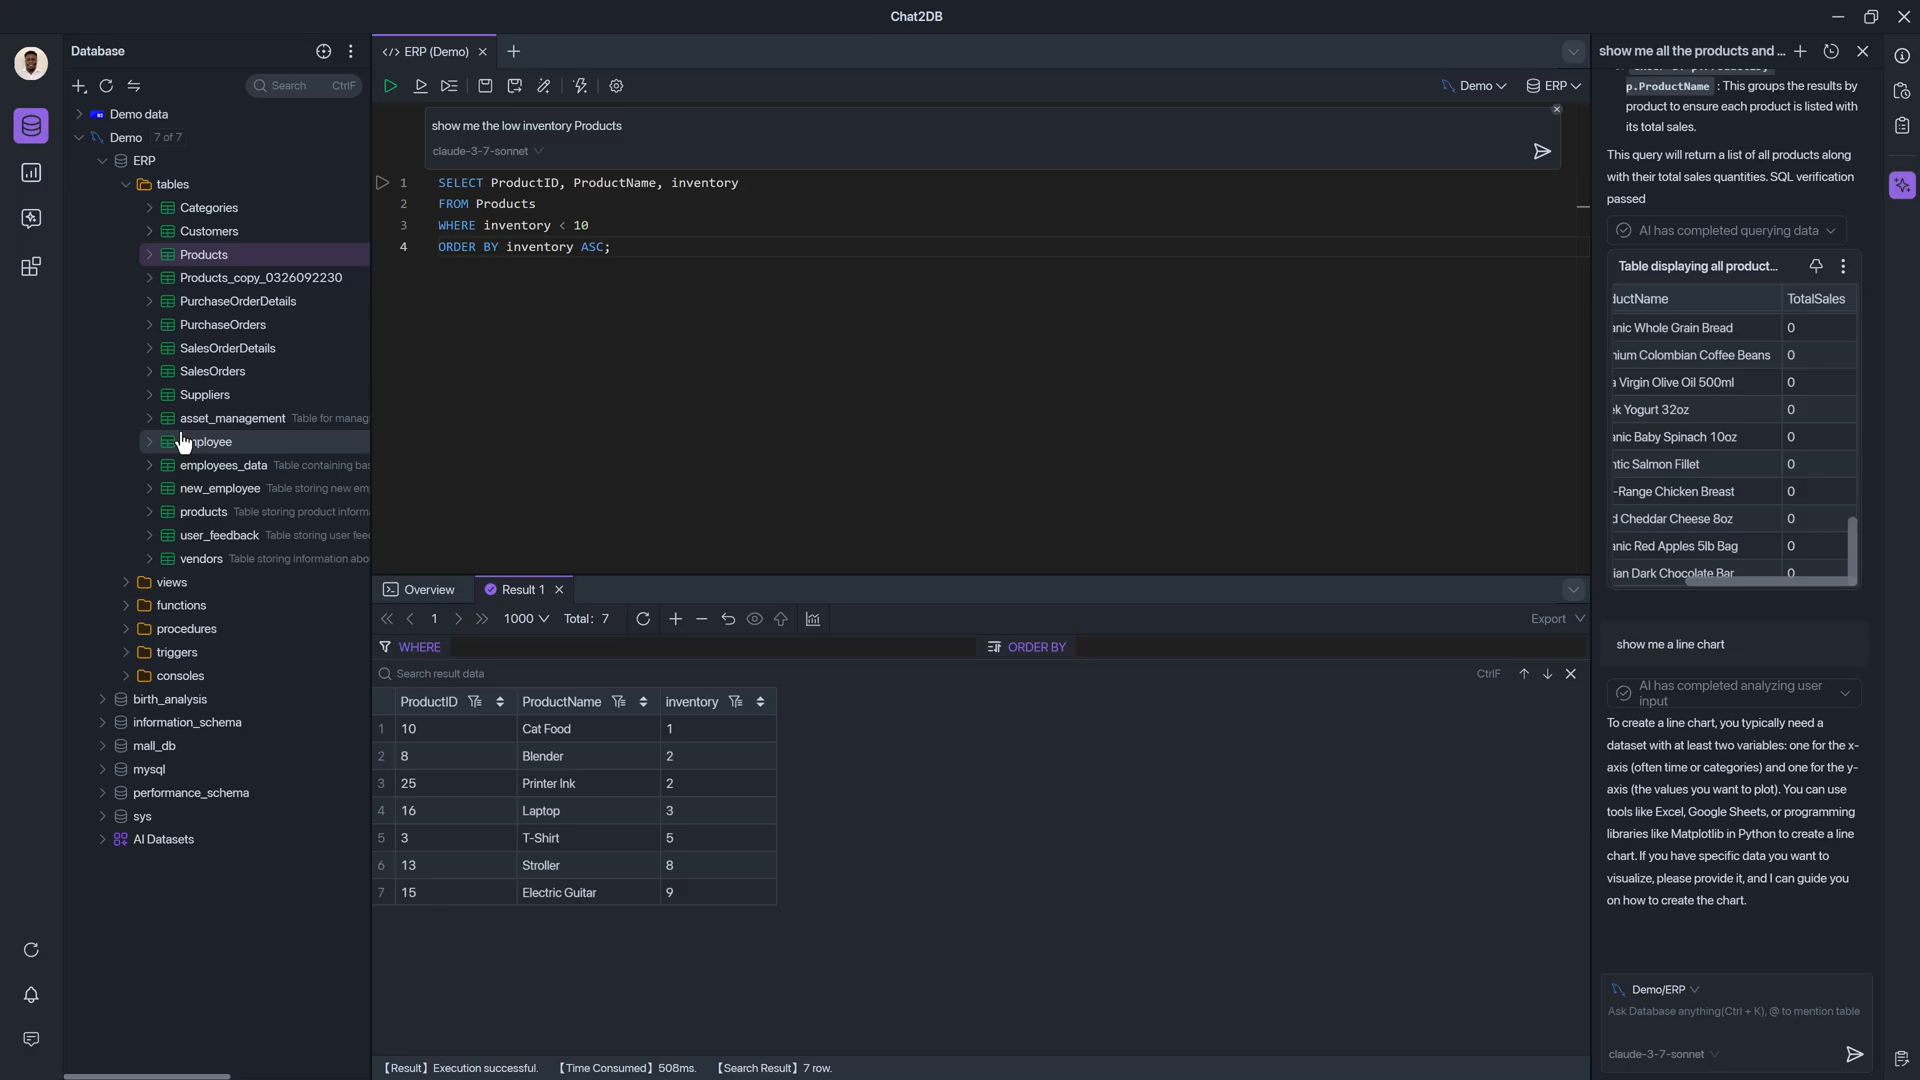 Chat2DB
Database
Search CtrlF
Demo data
Demo 7 of 7
ERP
tables
Categories
Customers
Products
Products_copy_0326092230
PurchaseOrderDetails
PurchaseOrders
SalesOrderDetails
SalesOrders
Suppliers
asset_management Table for manag
ployee
employees_data Table containing bas
new_employee Table storing new em
products Table storing product inform
user_feedback Table storing user fee
vendors Table storing information abo
views
functions
procedures
triggers
consoles
birth_analysis
information_schema
mall_db
mysql
performance_schema
sys
AI Datasets
</> ERP (Demo)
Demo ERP
show me the low inventory Products
claude-3-7-sonnet
1 SELECT ProductID, ProductName, inventory
2 FROM Products
3 WHERE inventory < 10
4 ORDER BY inventory ASC;
Overview Result 1
1 1000 Total: 7 Export
WHERE ORDER BY
Search result data CtrlF
ProductID ProductName inventory
1 10 Cat Food 1
2 8 Blender 2
3 25 Printer Ink 2
4 16 Laptop 3
5 3 T-Shirt 5
6 13 Stroller 8
7 15 Electric Guitar 9
【Result】Execution successful. 【Time Consumed】508ms. 【Search Result】7 row.
show me all the products and ...
p.ProductName : This groups the results by
product to ensure each product is listed with
its total sales.
This query will return a list of all products along
with their total sales quantities. SQL verification
passed
AI has completed querying data
Table displaying all product...
ductName TotalSales
anic Whole Grain Bread 0
nium Colombian Coffee Beans 0
a Virgin Olive Oil 500ml 0
ek Yogurt 32oz 0
anic Baby Spinach 10oz 0
ntic Salmon Fillet 0
-Range Chicken Breast 0
d Cheddar Cheese 8oz 0
anic Red Apples 5lb Bag 0
ian Dark Chocolate Bar 0
show me a line chart
AI has completed analyzing user
input
To create a line chart, you typically need a
dataset with at least two variables: one for the x-
axis (often time or categories) and one for the y-
axis (the values you want to plot). You can use
tools like Excel, Google Sheets, or programming
libraries like Matplotlib in Python to create a line
chart. If you have specific data you want to
visualize, please provide it, and I can guide you
on how to create the chart.
Demo/ERP
Ask Database anything(Ctrl + K), @ to mention table
claude-3-7-sonnet